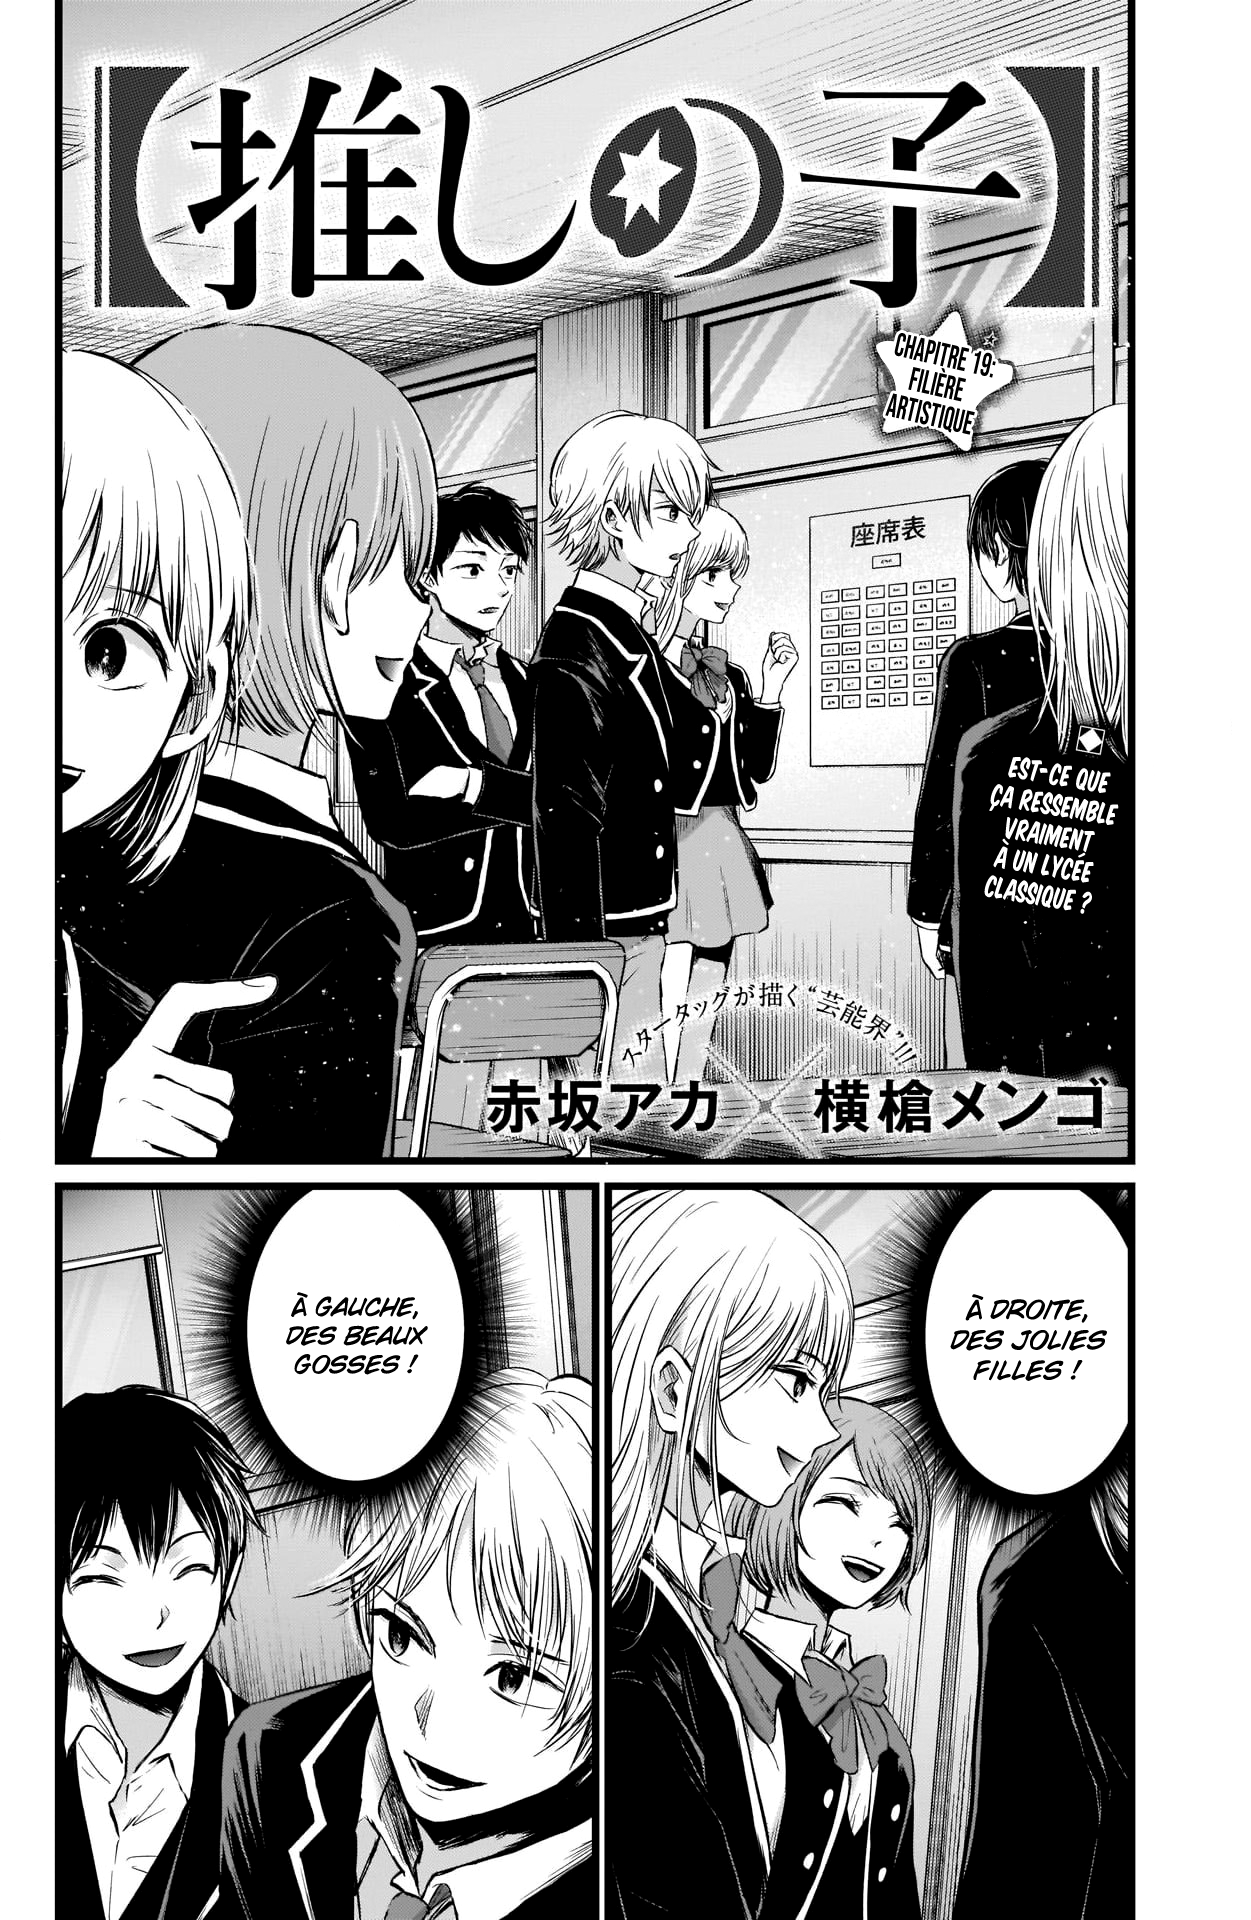 【推しの子】
CHAPITRE 19:
FILIÈRE
ARTISTIQUE
座席表
EST-CE QUE
ÇA RESSEMBLE
VRAIMENT
À UN LYCÉE
CLASSIQUE ?
スタータッグが描く“芸能界”!!!
赤坂アカ×横槍メンゴ
À DROITE,
DES JOLIES
FILLES !
À GAUCHE,
DES BEAUX
GOSSES !